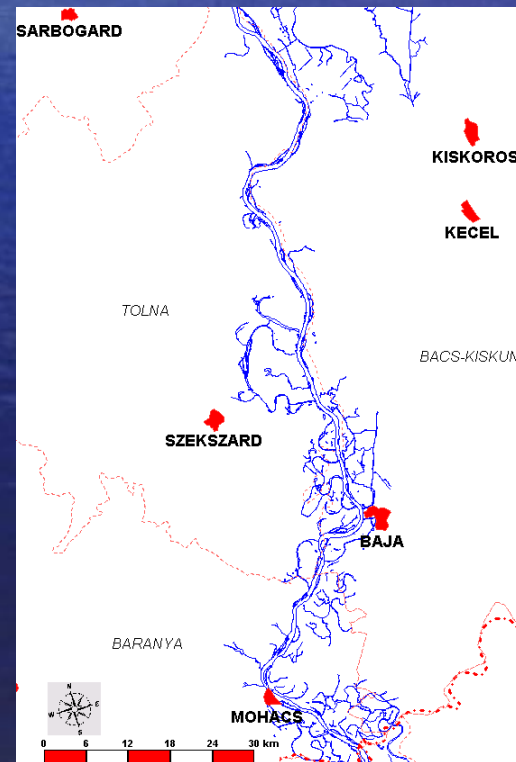 SARBOGARD
KISKOROS
KECEL
TOLNA
BACS-KISKUN
SZEKSZARD
BAJA
BARANYA
N
W E
S
MOHACS
0 6 12 18 24 30 km